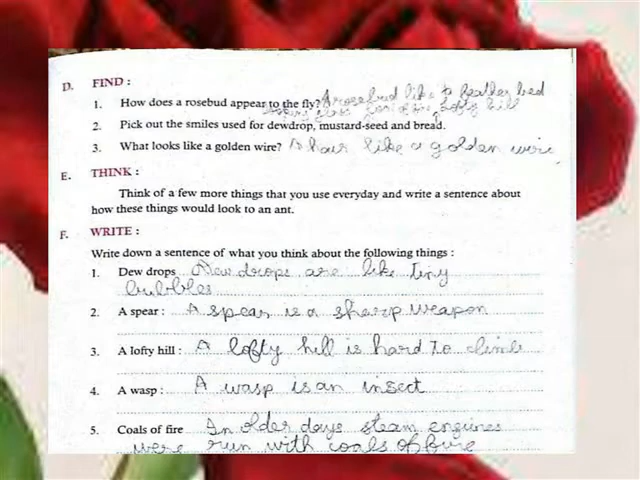 D. FIND :
1. How does a rosebud appear to the fly? A rosebud like to feather bed
glass of fire, Lofty hill
2. Pick out the smiles used for dewdrop, mustard-seed and bread.
3. What looks like a golden wire? A hair like a golden wire
E. THINK :
Think of a few more things that you use everyday and write a sentence about
how these things would look to an ant.
F. WRITE :
Write down a sentence of what you think about the following things :
1. Dew drops Dew drops are like tiny
bubbles
2. A spear : A spear is a sharp weapon
3. A lofty hill : A lofty hill is hard to climb
4. A wasp : A wasp is an insect
5. Coals of fire In older days steam engines
were run with coals of fire